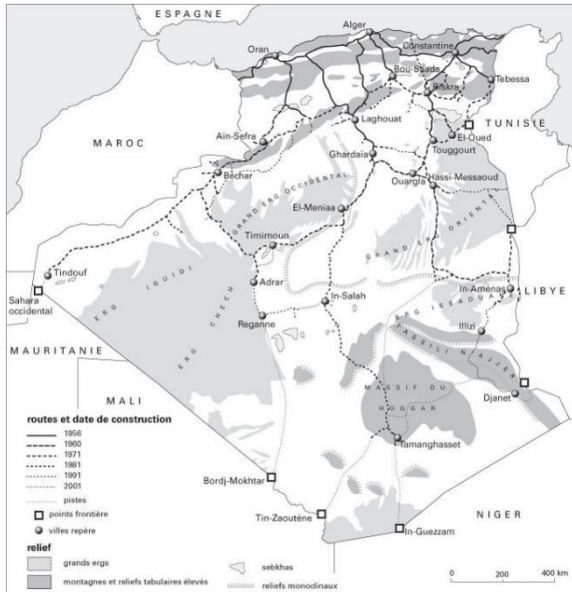 ESPAGNE
Alger
Oran
Constantine
Bou-Saada
Biskra
Tebessa
TUNISIE
MAROC
Laghouat
Ain-Sefra
El-Oued
Touggourt
Ghardaïa
Bechar
Ouargla
Hassi-Messaoud
GRAND ERG OCCIDENTAL
El-Meniaa
GRAND ERG ORIENTAL
Timimoun
Tindouf
ERG IGUIDI
Adrar
In-Salah
In-Amenas
LIBYE
Sahara
occidental
ERG CHECH
Reganne
ERG ISSAOUANE
Illizi
MAURITANIE
TASSILI N AJJER
MALI
MASSIF DU
HOGGAR
Djanet
routes et date de construction
1956
1960
1971
1981
1991
2001
pistes
points frontière
villes repère
Tamanghasset
Bordj-Mokhtar
Tin-Zaoutène
In-Guezzam
NIGER
relief
grands ergs
montagnes et reliefs tabulaires élevés
sebkhas
reliefs monoclinaux
0 200 400 km